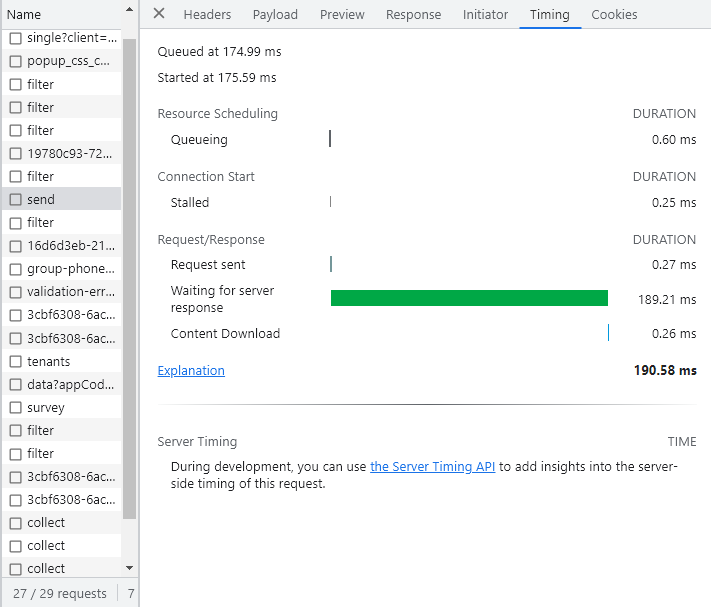 Name
single?client=...
popup_css_c...
filter
filter
filter
19780c93-72...
filter
send
filter
16d6d3eb-21...
group-phone...
validation-err...
3cbf6308-6ac...
3cbf6308-6ac...
tenants
data?appCod...
survey
filter
filter
3cbf6308-6ac...
3cbf6308-6ac...
collect
collect
collect
27 / 29 requests 7
Headers Payload Preview Response Initiator Timing Cookies
Queued at 174.99 ms
Started at 175.59 ms
Resource Scheduling DURATION
Queueing 0.60 ms
Connection Start DURATION
Stalled 0.25 ms
Request/Response DURATION
Request sent 0.27 ms
Waiting for server
response 189.21 ms
Content Download 0.26 ms
Explanation 190.58 ms
Server Timing TIME
During development, you can use the Server Timing API to add insights into the server-
side timing of this request.